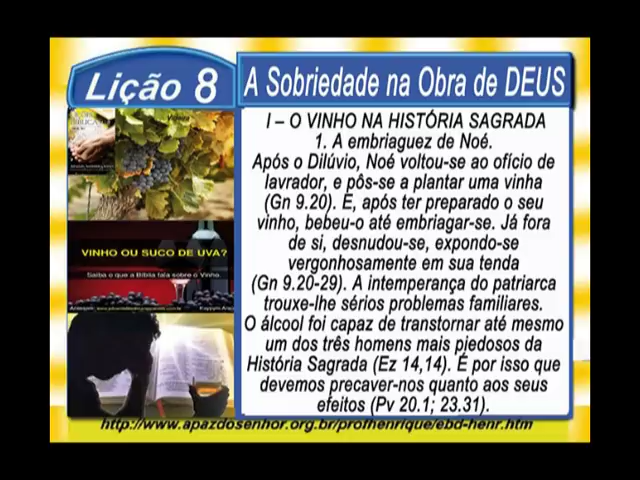 Lição 8
A Sobriedade na Obra de DEUS
I – O VINHO NA HISTÓRIA SAGRADA
1. A embriaguez de Noé.
Após o Dilúvio, Noé voltou-se ao ofício de
lavrador, e pôs-se a plantar uma vinha
(Gn 9.20). E, após ter preparado o seu
vinho, bebeu-o até embriagar-se. Já fora
de si, desnudou-se, expondo-se
vergonhosamente em sua tenda
(Gn 9.20-29). A intemperança do patriarca
trouxe-lhe sérios problemas familiares.
O álcool foi capaz de transtornar até mesmo
um dos três homens mais piedosos da
História Sagrada (Ez 14,14). É por isso que
devemos precaver-nos quanto aos seus
efeitos (Pv 20.1; 23.31).
VINHO OU SUCO DE UVA?
Saiba o que a Bíblia fala sobre o Vinho.
http://www.apazdosenhor.org.br/profhenrique/ebd-henr.htm